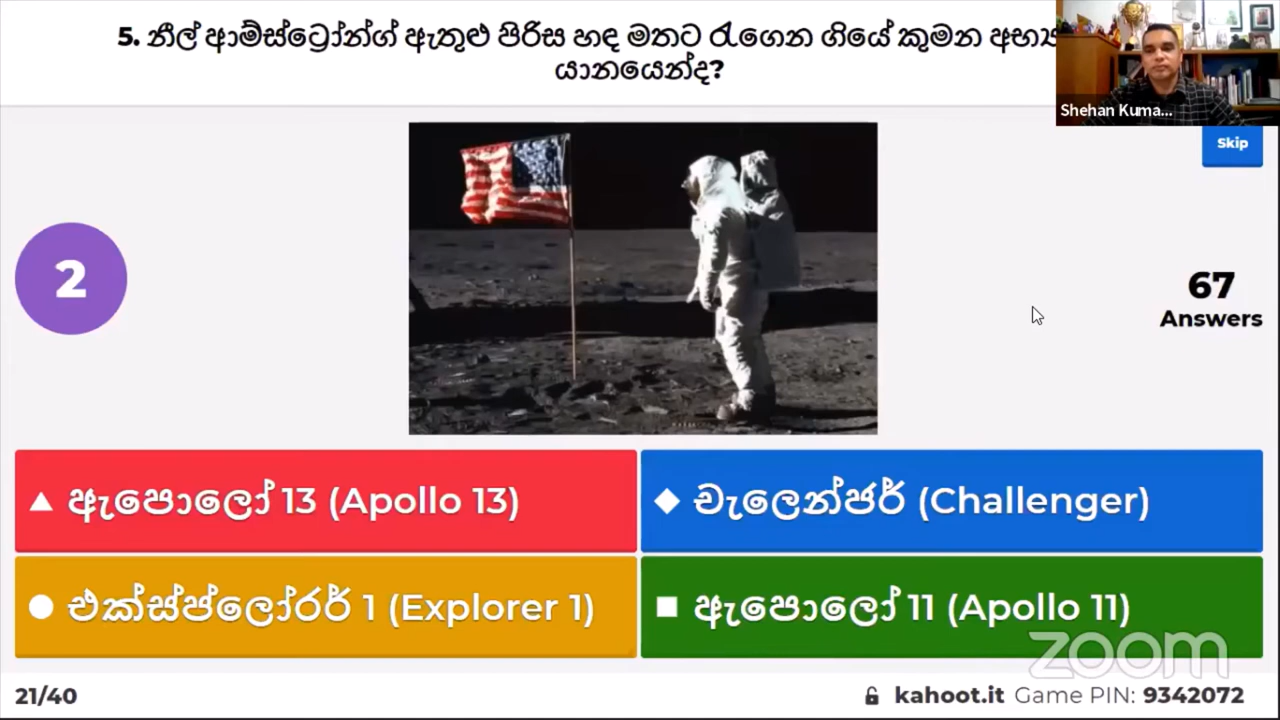 5. නීල් ආම්ස්ට්‍රෝන්ග් ඇතුළු පිරිස හඳ මතට රැගෙන ගියේ කුමන
යානයෙන්ද?
Shehan Kuma...
Skip
2
67
Answers
ඇපොලෝ 13 (Apollo 13)
චැලෙන්ජර් (Challenger)
එක්ස්ප්ලෝරර් 1 (Explorer 1)
ඇපොලෝ 11 (Apollo 11)
zoom
21/40
kahoot.it Game PIN: 9342072